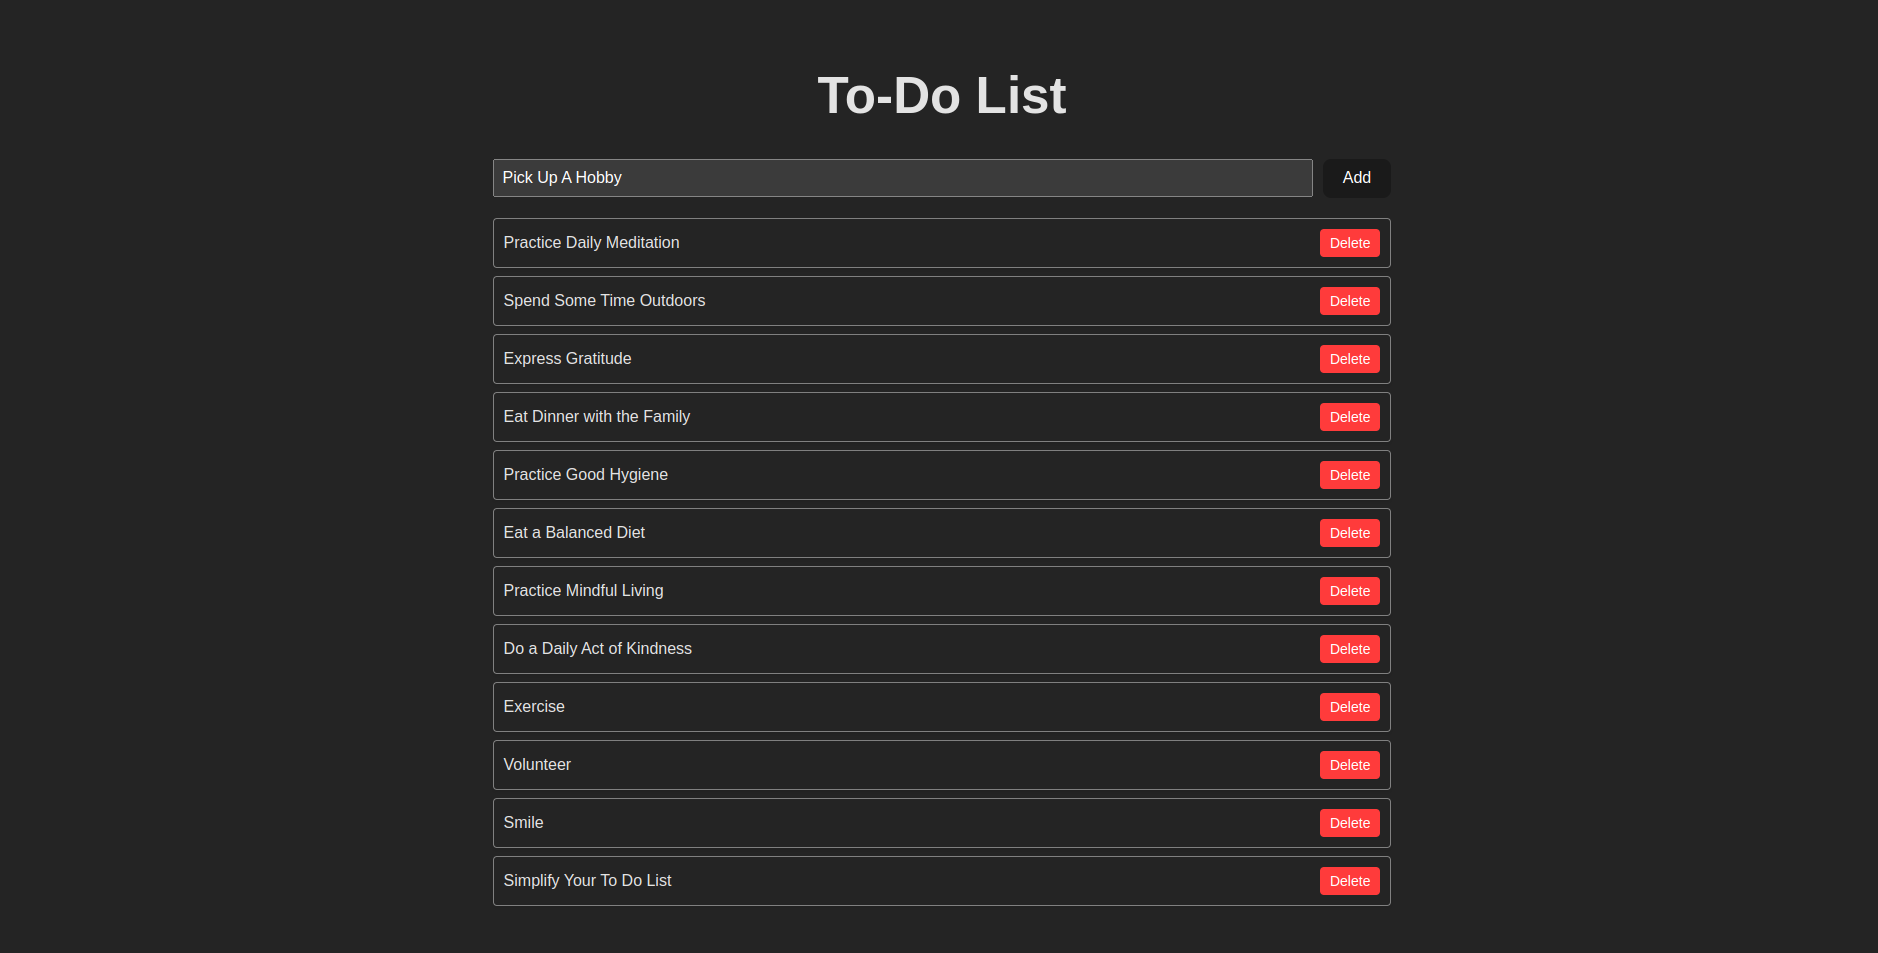 To-Do List
Pick Up A Hobby Add
Practice Daily Meditation Delete
Spend Some Time Outdoors Delete
Express Gratitude Delete
Eat Dinner with the Family Delete
Practice Good Hygiene Delete
Eat a Balanced Diet Delete
Practice Mindful Living Delete
Do a Daily Act of Kindness Delete
Exercise Delete
Volunteer Delete
Smile Delete
Simplify Your To Do List Delete